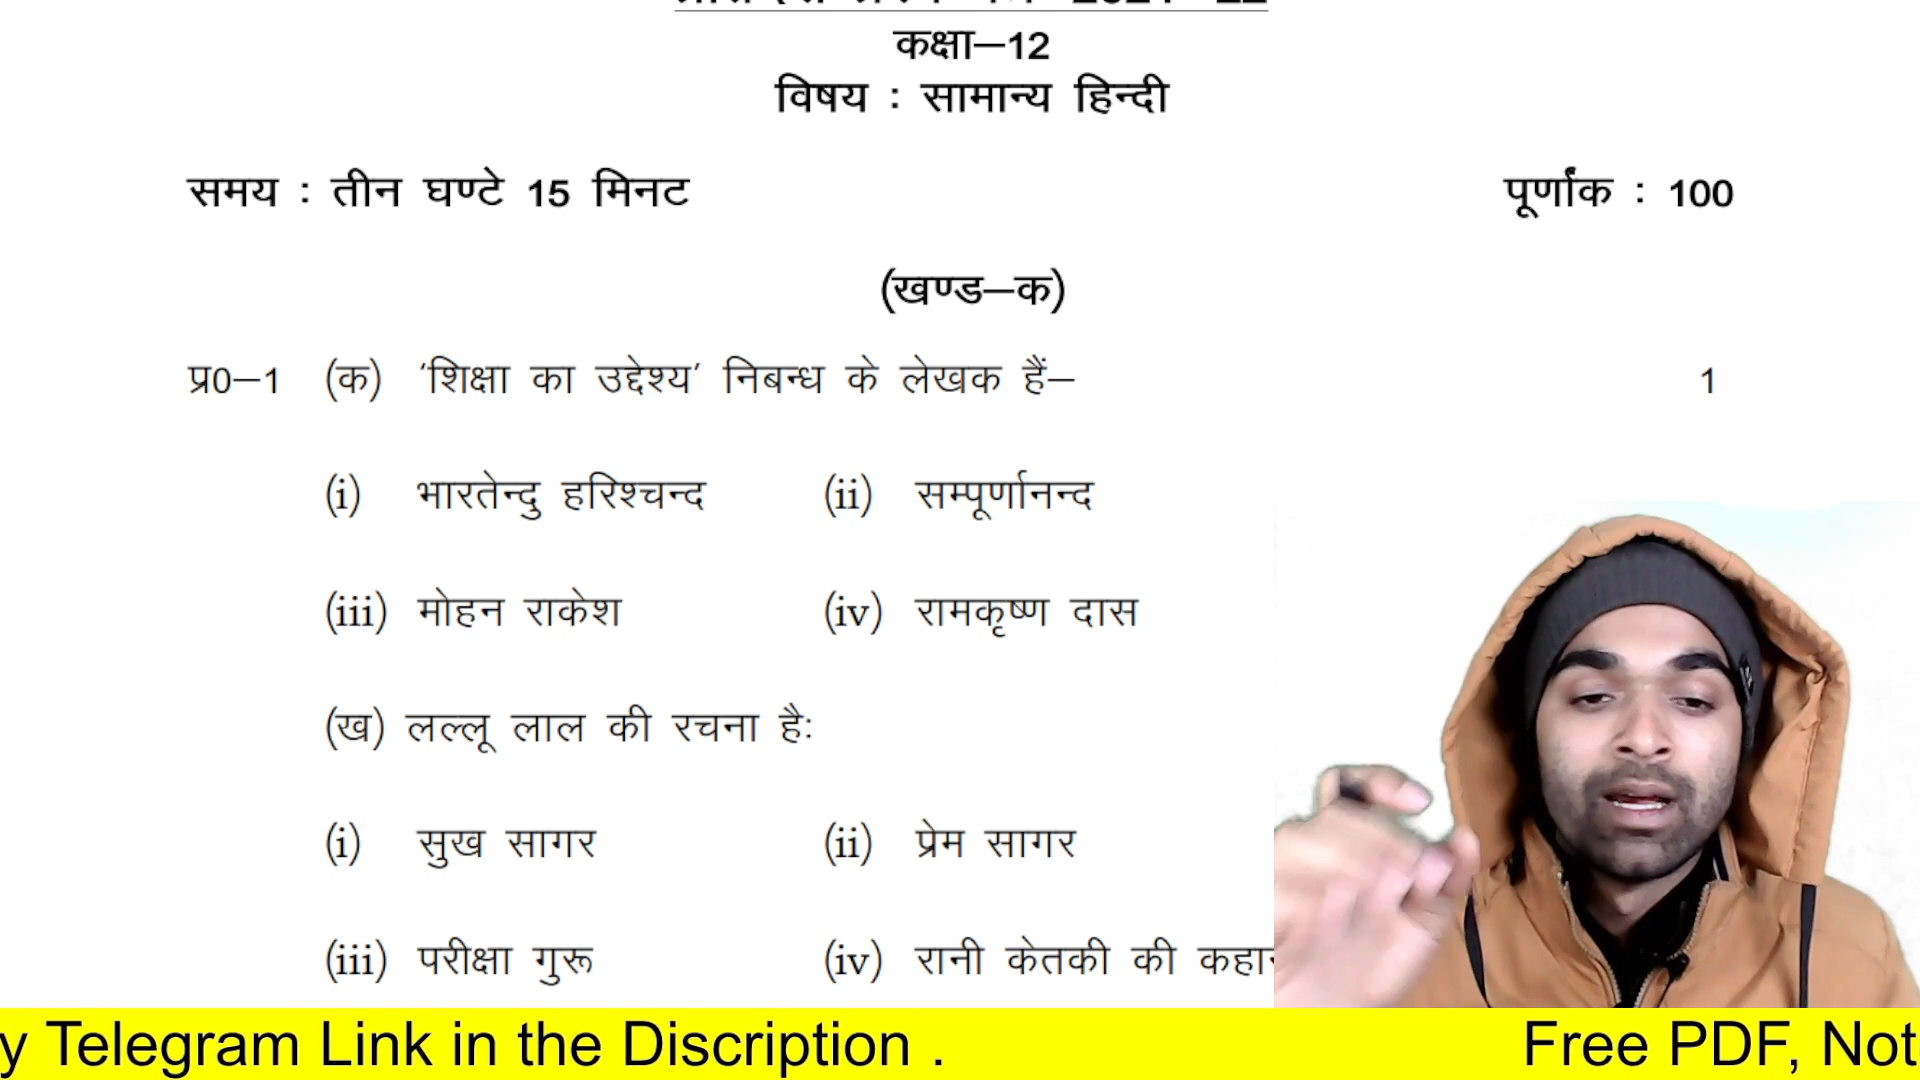 कक्षा–12
विषय : सामान्य हिन्दी
समय : तीन घण्टे 15 मिनट पूर्णांक : 100
(खण्ड–क)
प्र0–1 (क) ‘शिक्षा का उद्देश्य’ निबन्ध के लेखक हैं– 1
(i) भारतेन्दु हरिश्चन्द (ii) सम्पूर्णानन्द
(iii) मोहन राकेश (iv) रामकृष्ण दास
(ख) लल्लू लाल की रचना हैः
(i) सुख सागर (ii) प्रेम सागर
(iii) परीक्षा गुरू (iv) रानी केतकी की
y Telegram Link in the Discription . Free PDF, Not